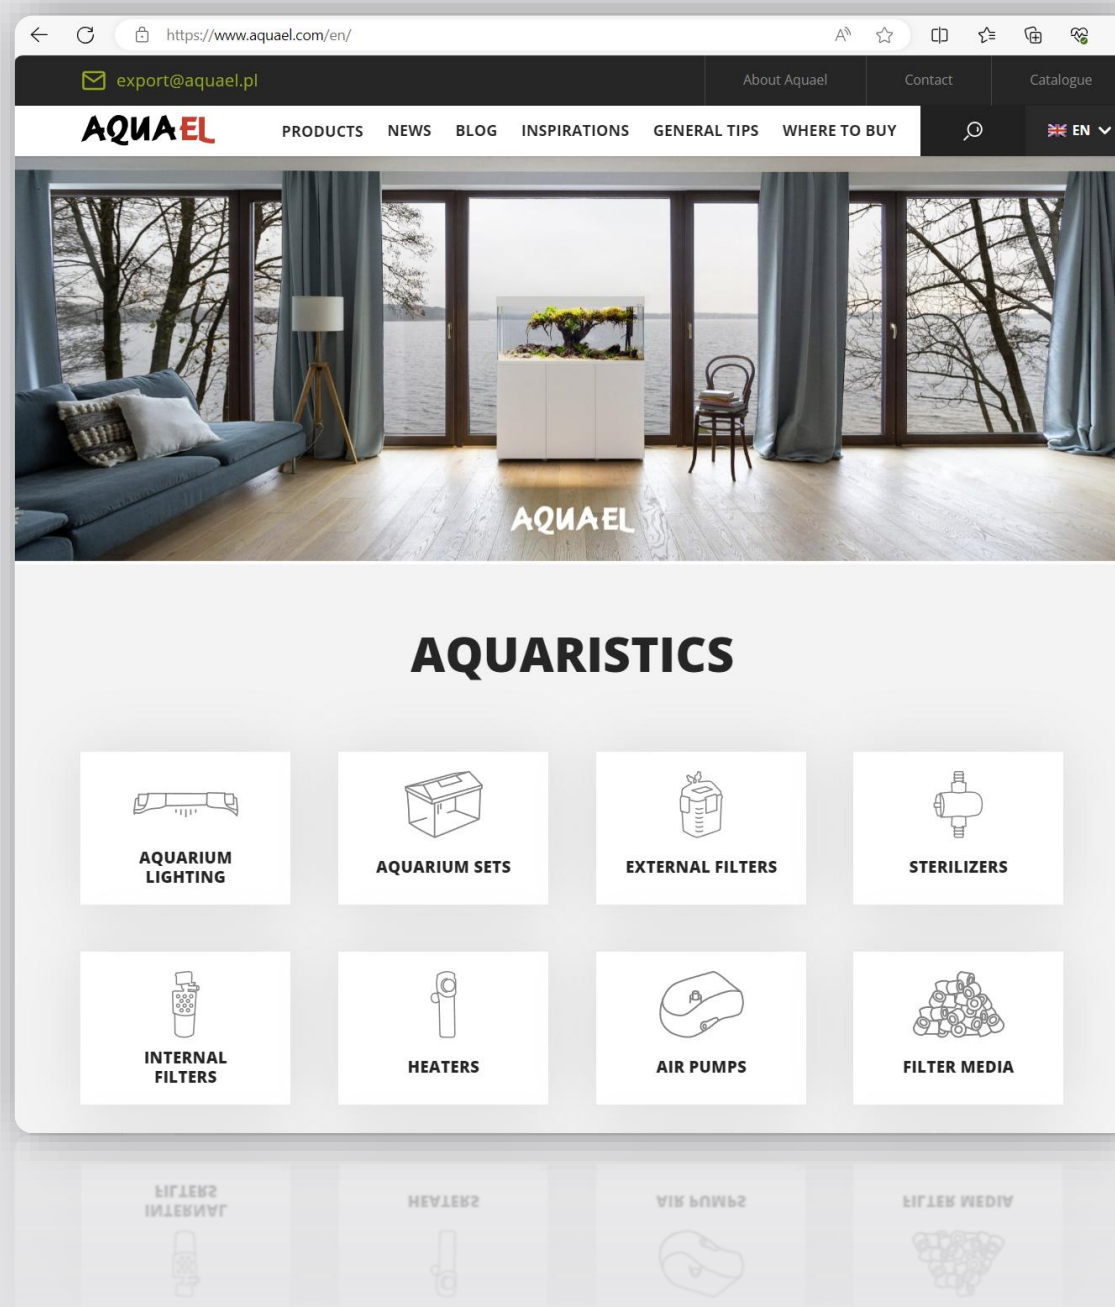 https://www.aquael.com/en/
export@aquael.pl
About Aquael
Contact
Catalogue
AQUAEL
PRODUCTS
NEWS
BLOG
INSPIRATIONS
GENERAL TIPS
WHERE TO BUY
EN
AQUAEL
AQUARISTICS
AQUARIUM
LIGHTING
AQUARIUM SETS
EXTERNAL FILTERS
STERILIZERS
INTERNAL
FILTERS
HEATERS
AIR PUMPS
FILTER MEDIA